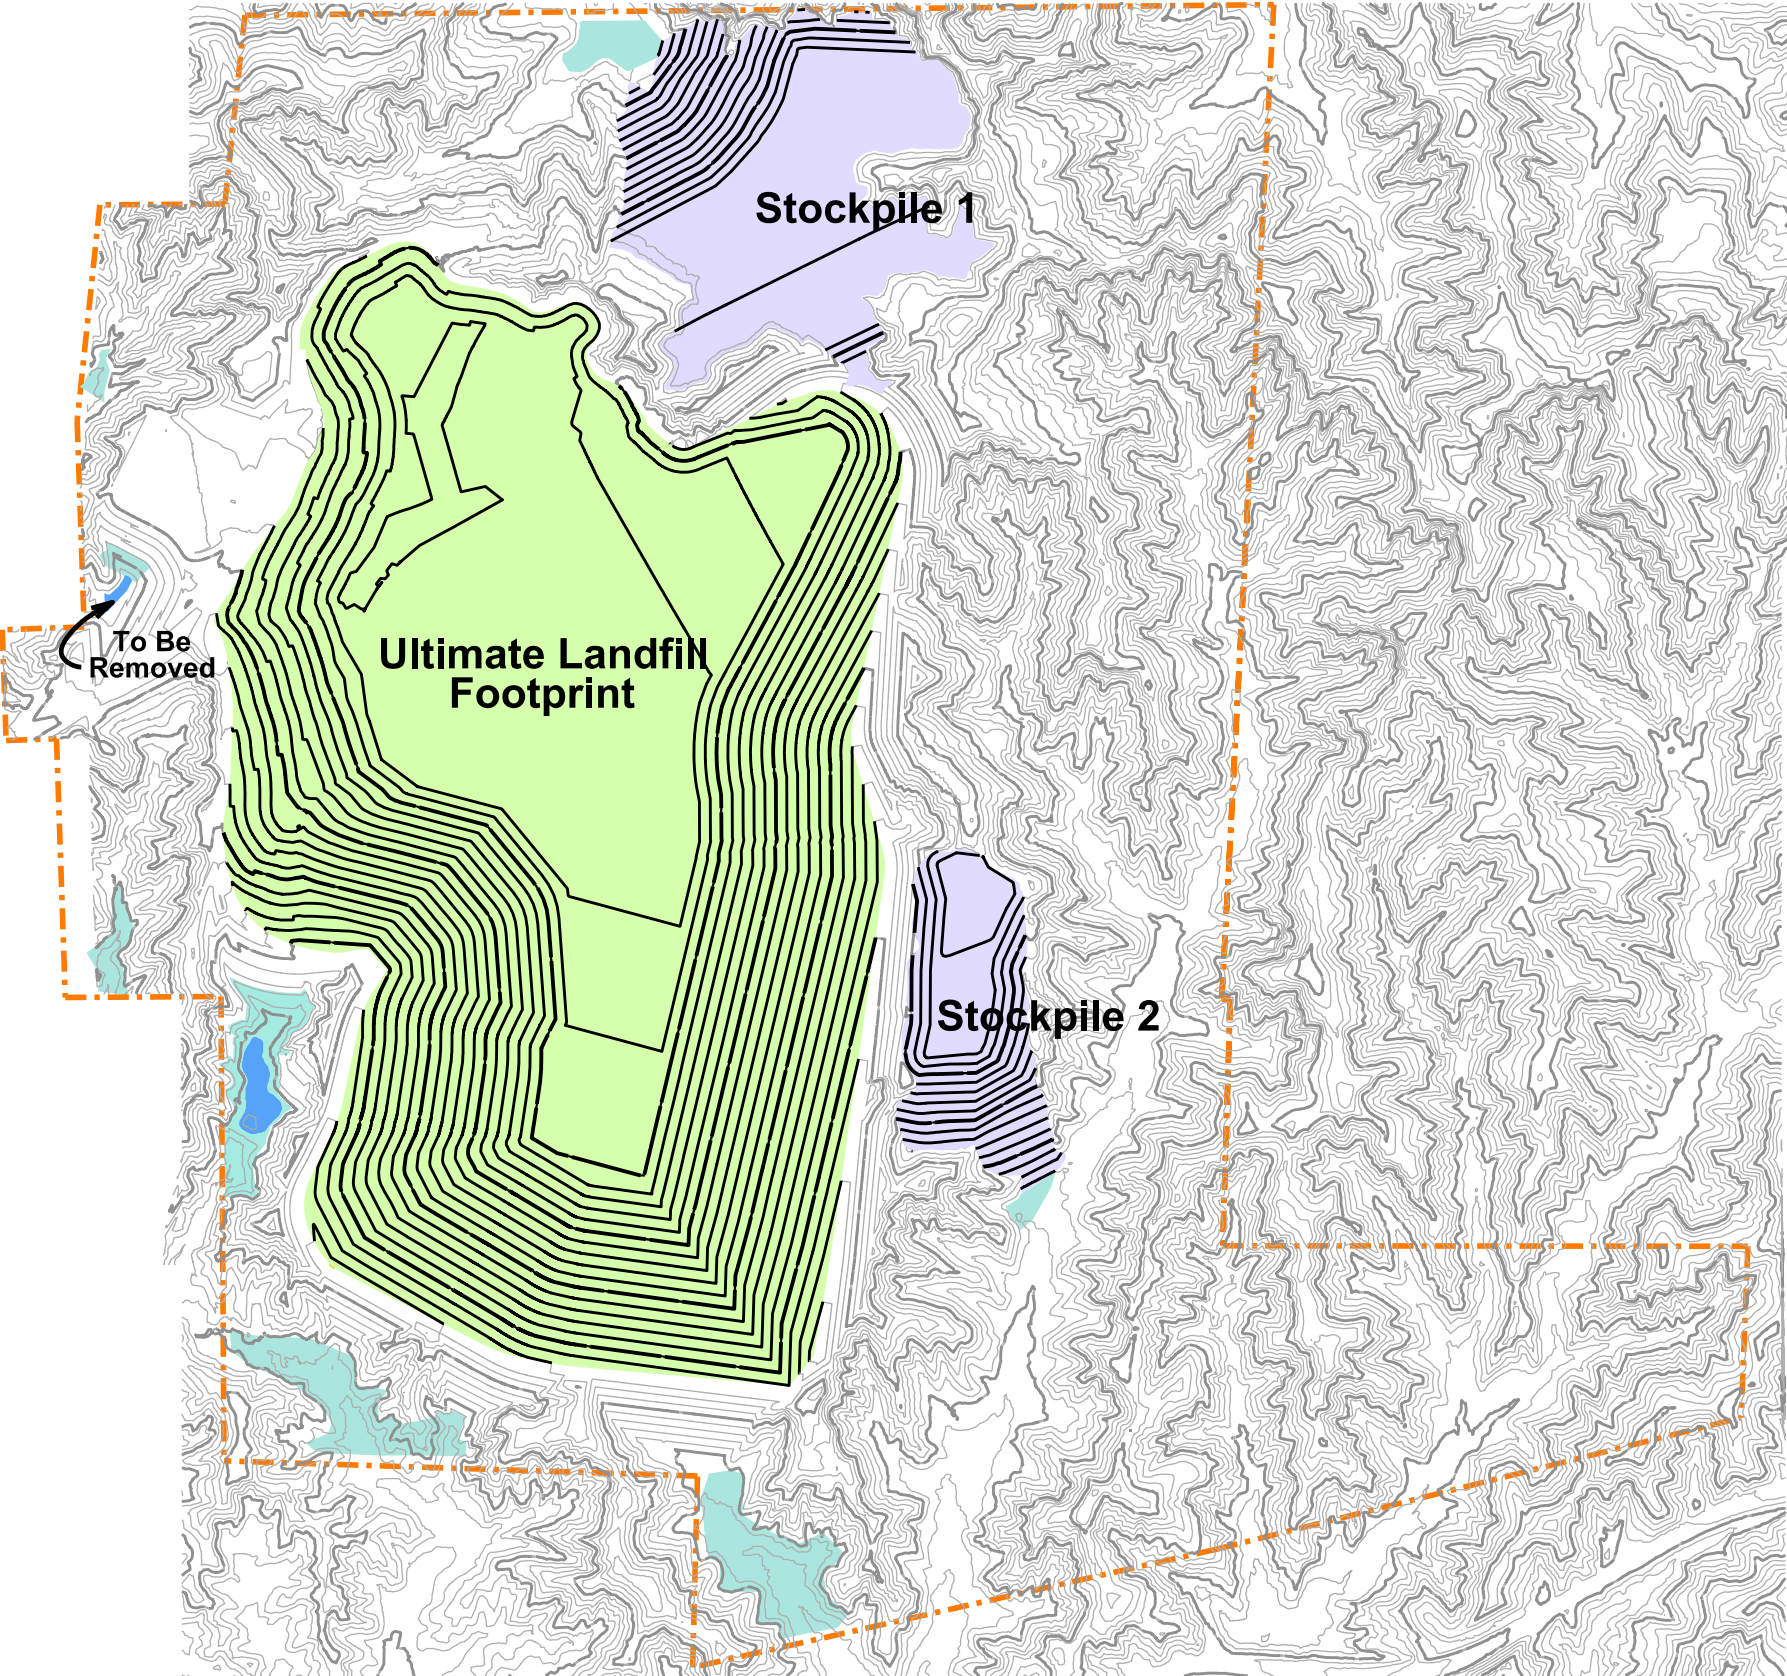 Stockpile 1
To Be
Removed
Ultimate Landfill
Footprint
Stockpile 2